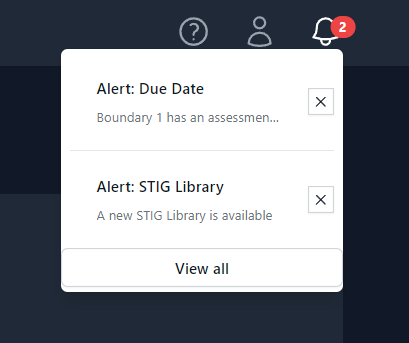 ?
2
Alert: Due Date
Boundary 1 has an assessmen...
Alert: STIG Library
A new STIG Library is available
View all